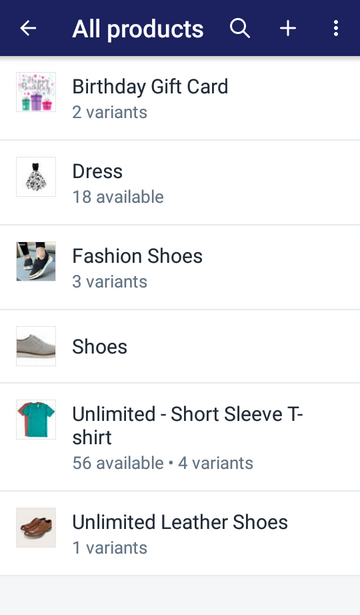 All products
Birthday Gift Card
2 variants
Dress
18 available
Fashion Shoes
3 variants
Shoes
Unlimited - Short Sleeve T-
shirt
56 available • 4 variants
Unlimited Leather Shoes
1 variants